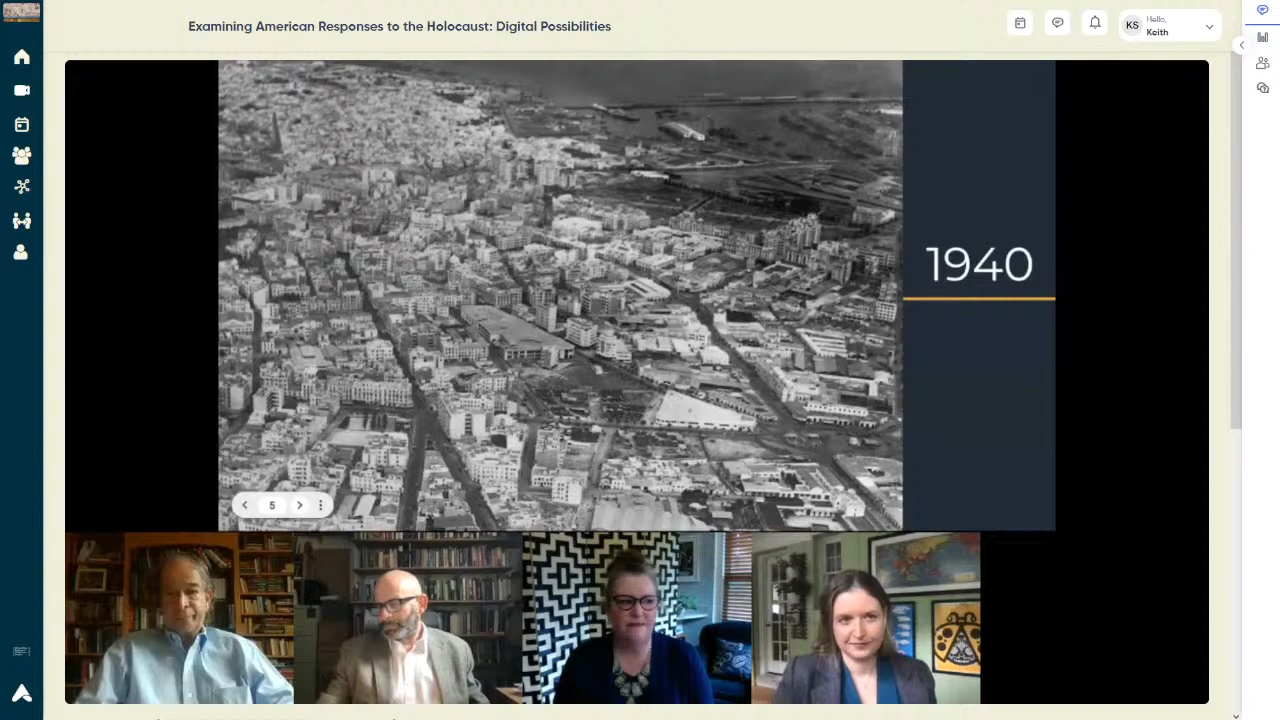 Examining American Responses to the Holocaust: Digital Possibilities
KS
Hello,
Keith
1940
5